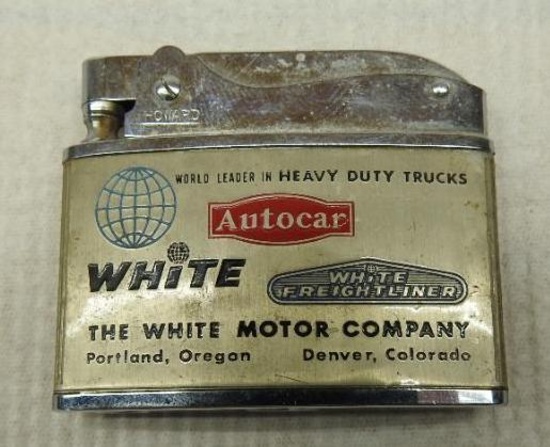 HOWARD
WORLD LEADER IN HEAVY DUTY TRUCKS
Autocar
WHITE
WHITE
FREIGHTLINER
THE WHITE MOTOR COMPANY
Portland, Oregon Denver, Colorado